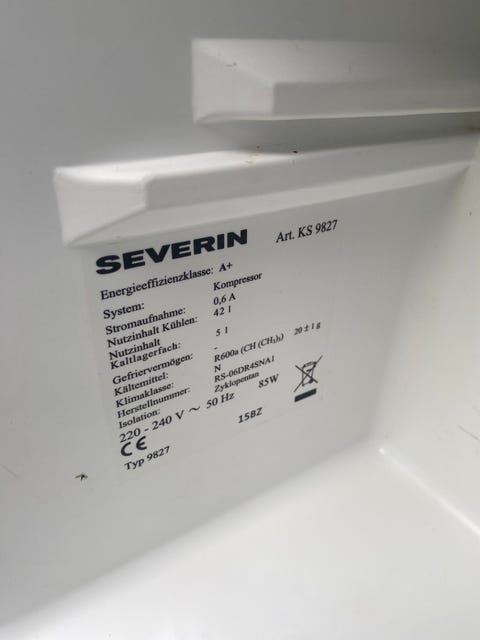 SEVERIN Art. KS 9827
Energieeffizienzklasse: A+
System: Kompressor
Stromaufnahme: 0,6 A
Nutzinhalt Kühlen: 42 l
Nutzinhalt
Kaltlagerfach: 5 l
Gefriervermögen: -
Kältemittel: R600a (CH (CH₃)₃) 20 ± 1 g
Klimaklasse: N
Herstellnummer: RS-06DR4SNA1
Isolation: Zyklopentan
220 - 240 V ~ 50 Hz 85W
CE
Typ 9827 15BZ